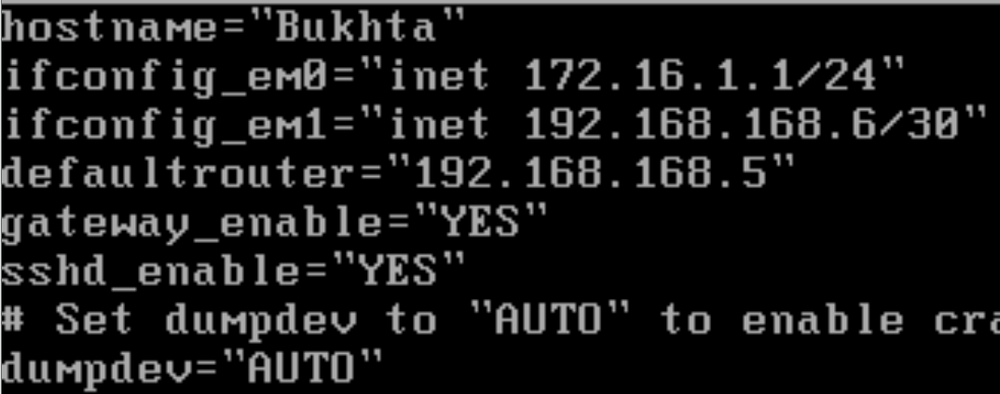 hostname="Bukhta"
ifconfig_em0="inet 172.16.1.1/24"
ifconfig_em1="inet 192.168.168.6/30"
defaultrouter="192.168.168.5"
gateway_enable="YES"
sshd_enable="YES"
# Set dumpdev to "AUTO" to enable
dumpdev="AUTO"